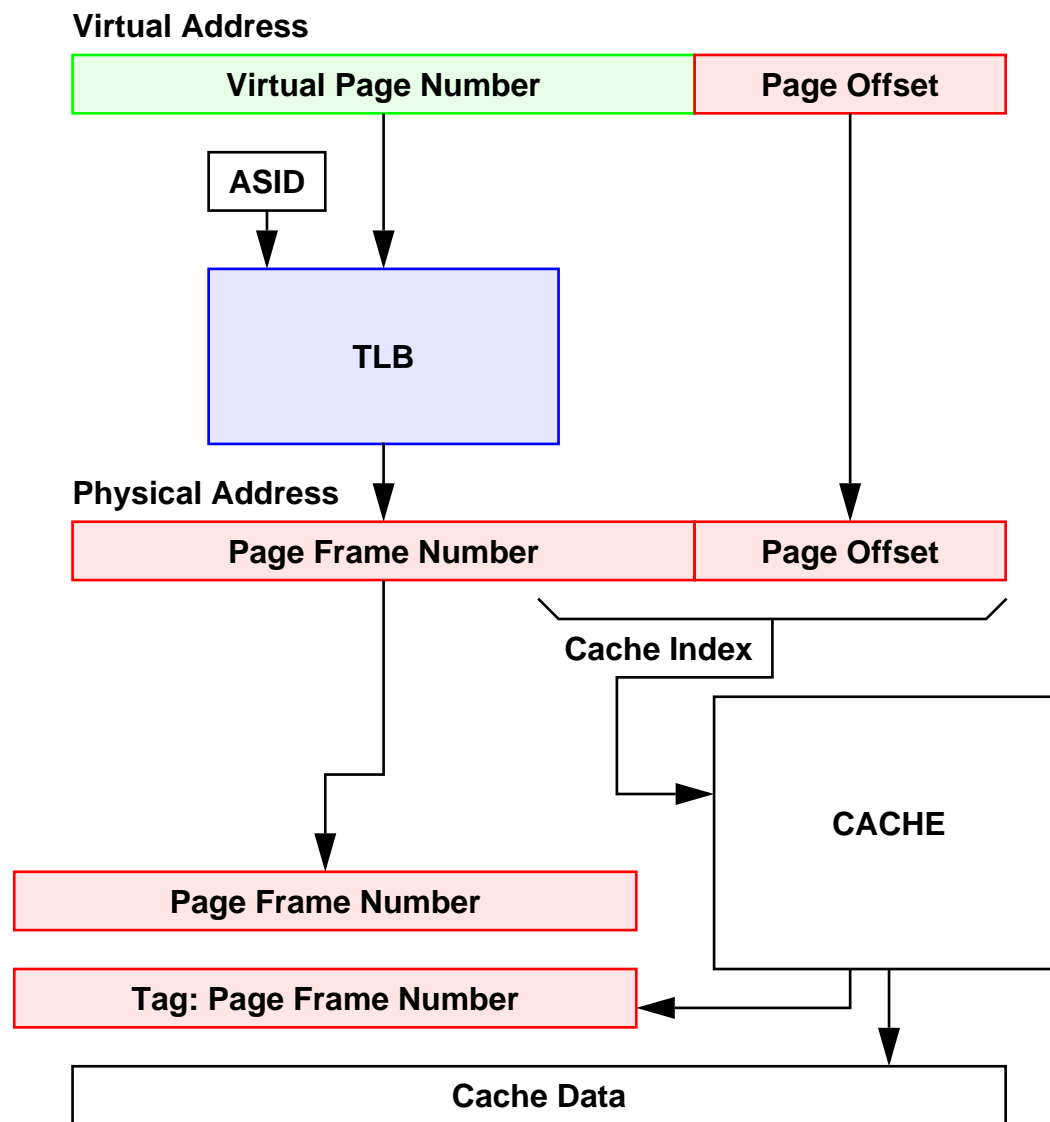 Virtual Address
Virtual Page Number
Page Offset
ASID
TLB
Physical Address
Page Frame Number
Page Offset
Cache Index
CACHE
Page Frame Number
Tag: Page Frame Number
Cache Data